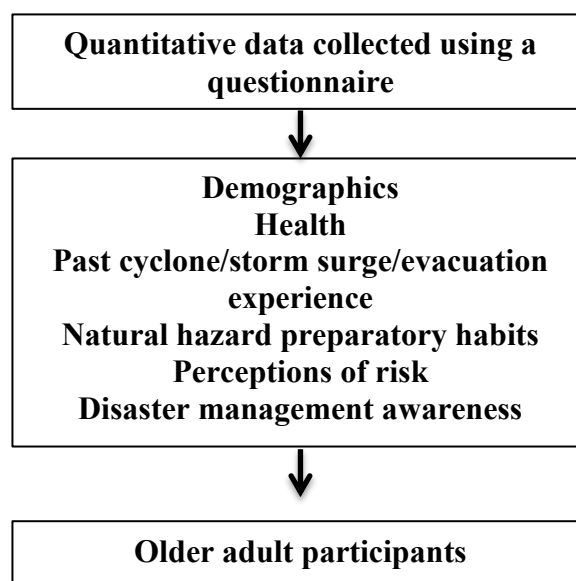 Quantitative data collected using a
questionnaire
Demographics
Health
Past cyclone/storm surge/evacuation
experience
Natural hazard preparatory habits
Perceptions of risk
Disaster management awareness
Older adult participants